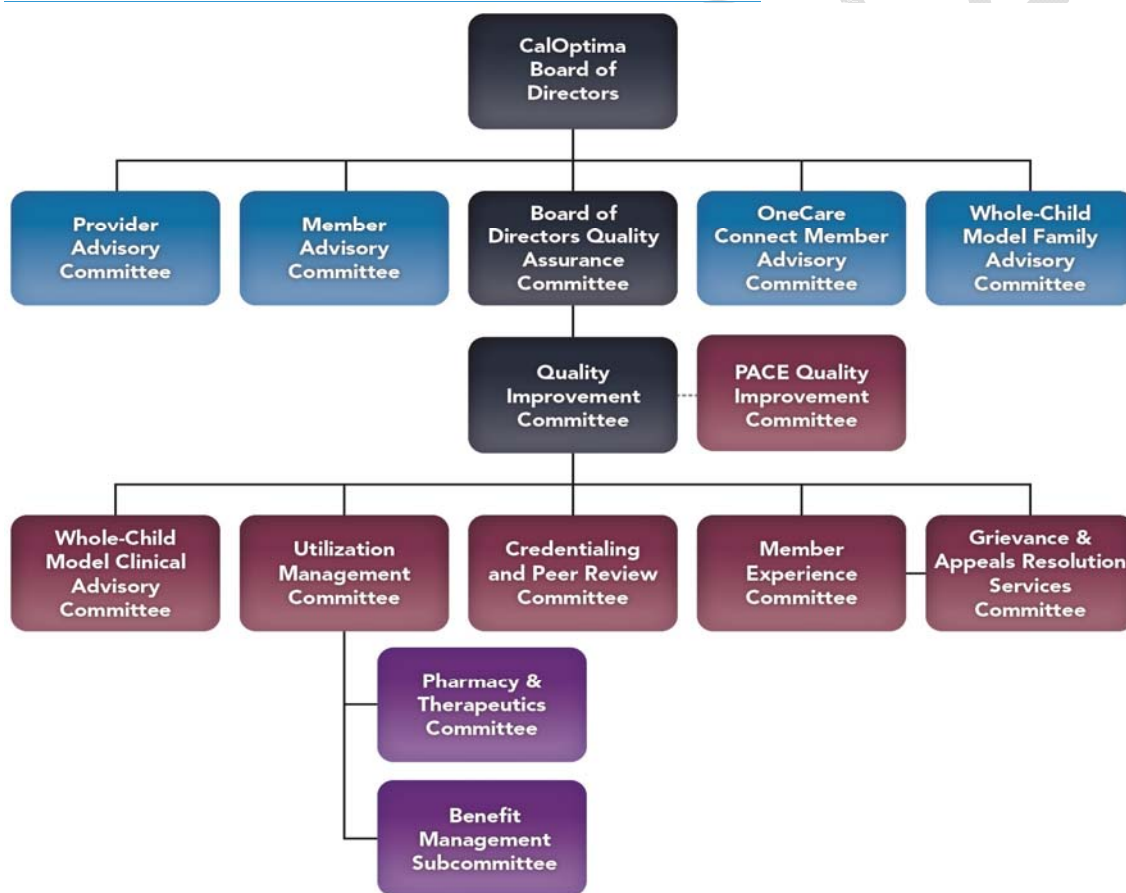 CalOptima
Board of
Directors
Provider
Advisory
Committee
Member
Advisory
Committee
Board of
Directors Quality
Assurance
Committee
OneCare
Connect Member
Advisory
Committee
Whole-Child
Model Family
Advisory
Committee
Quality
Improvement
Committee
PACE Quality
Improvement
Committee
Whole-Child
Model Clinical
Advisory
Committee
Utilization
Management
Committee
Credentialing
and Peer Review
Committee
Member
Experience
Committee
Grievance &
Appeals Resolution
Services
Committee
Pharmacy &
Therapeutics
Committee
Benefit
Management
Subcommittee